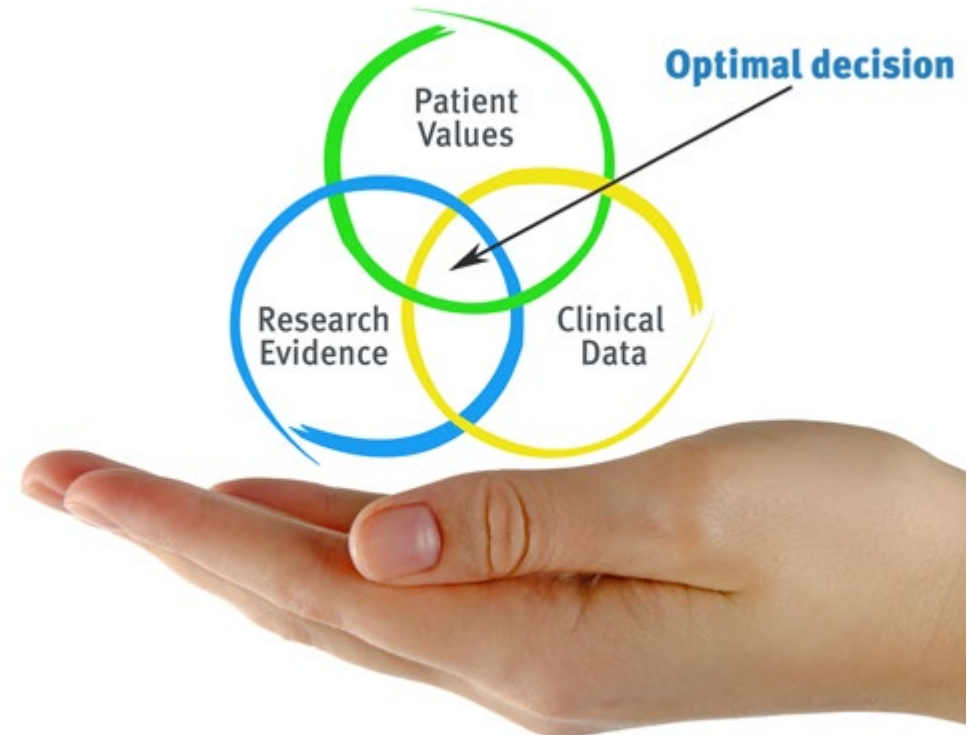 Optimal decision
Patient
Values
Research
Evidence
Clinical
Data